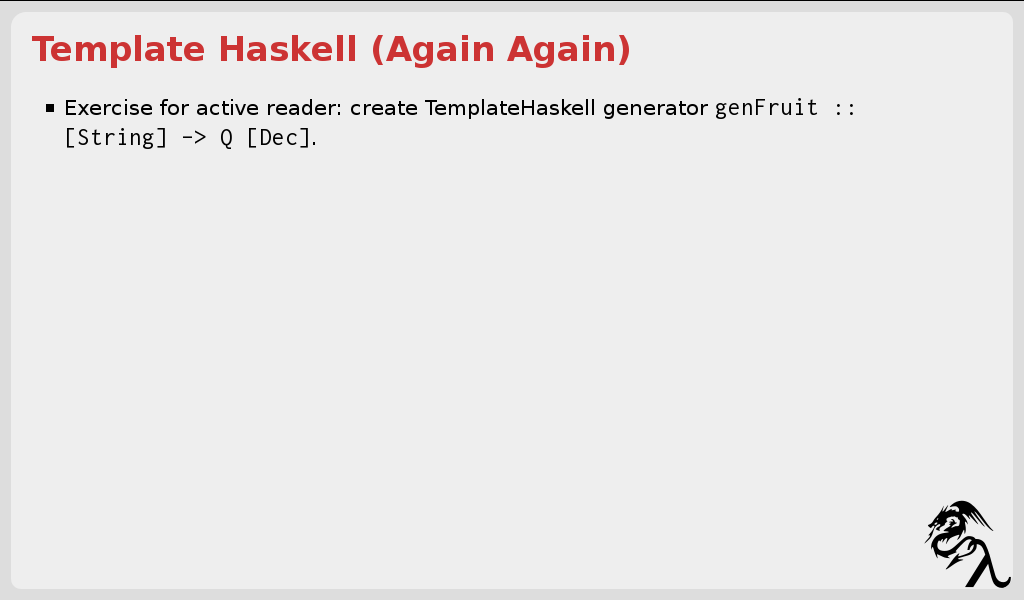 Template Haskell (Again Again)
Exercise for active reader: create TemplateHaskell generator genFruit ::
[String] -> Q [Dec].